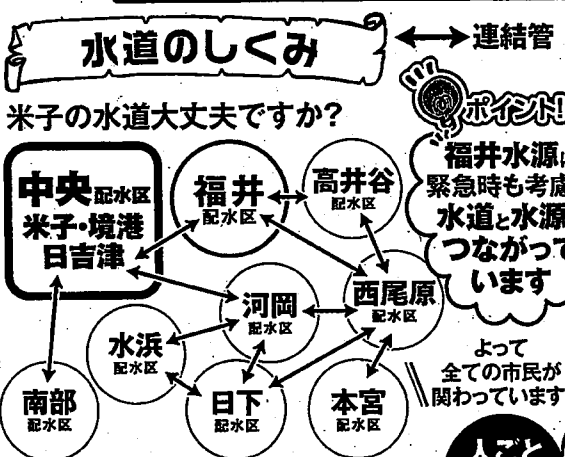 水道のしくみ
連結管
米子の水道大丈夫ですか?
ポイント!
福井水源
緊急時も考慮
水道と水源
つながって
います
中央配水区
米子・境港
日吉津
福井
配水区
高井谷
配水区
河岡
配水区
西尾原
配水区
水浜
配水区
南部
配水区
日下
配水区
本宮
配水区
よって
全ての市民が
関わっています
人ごと